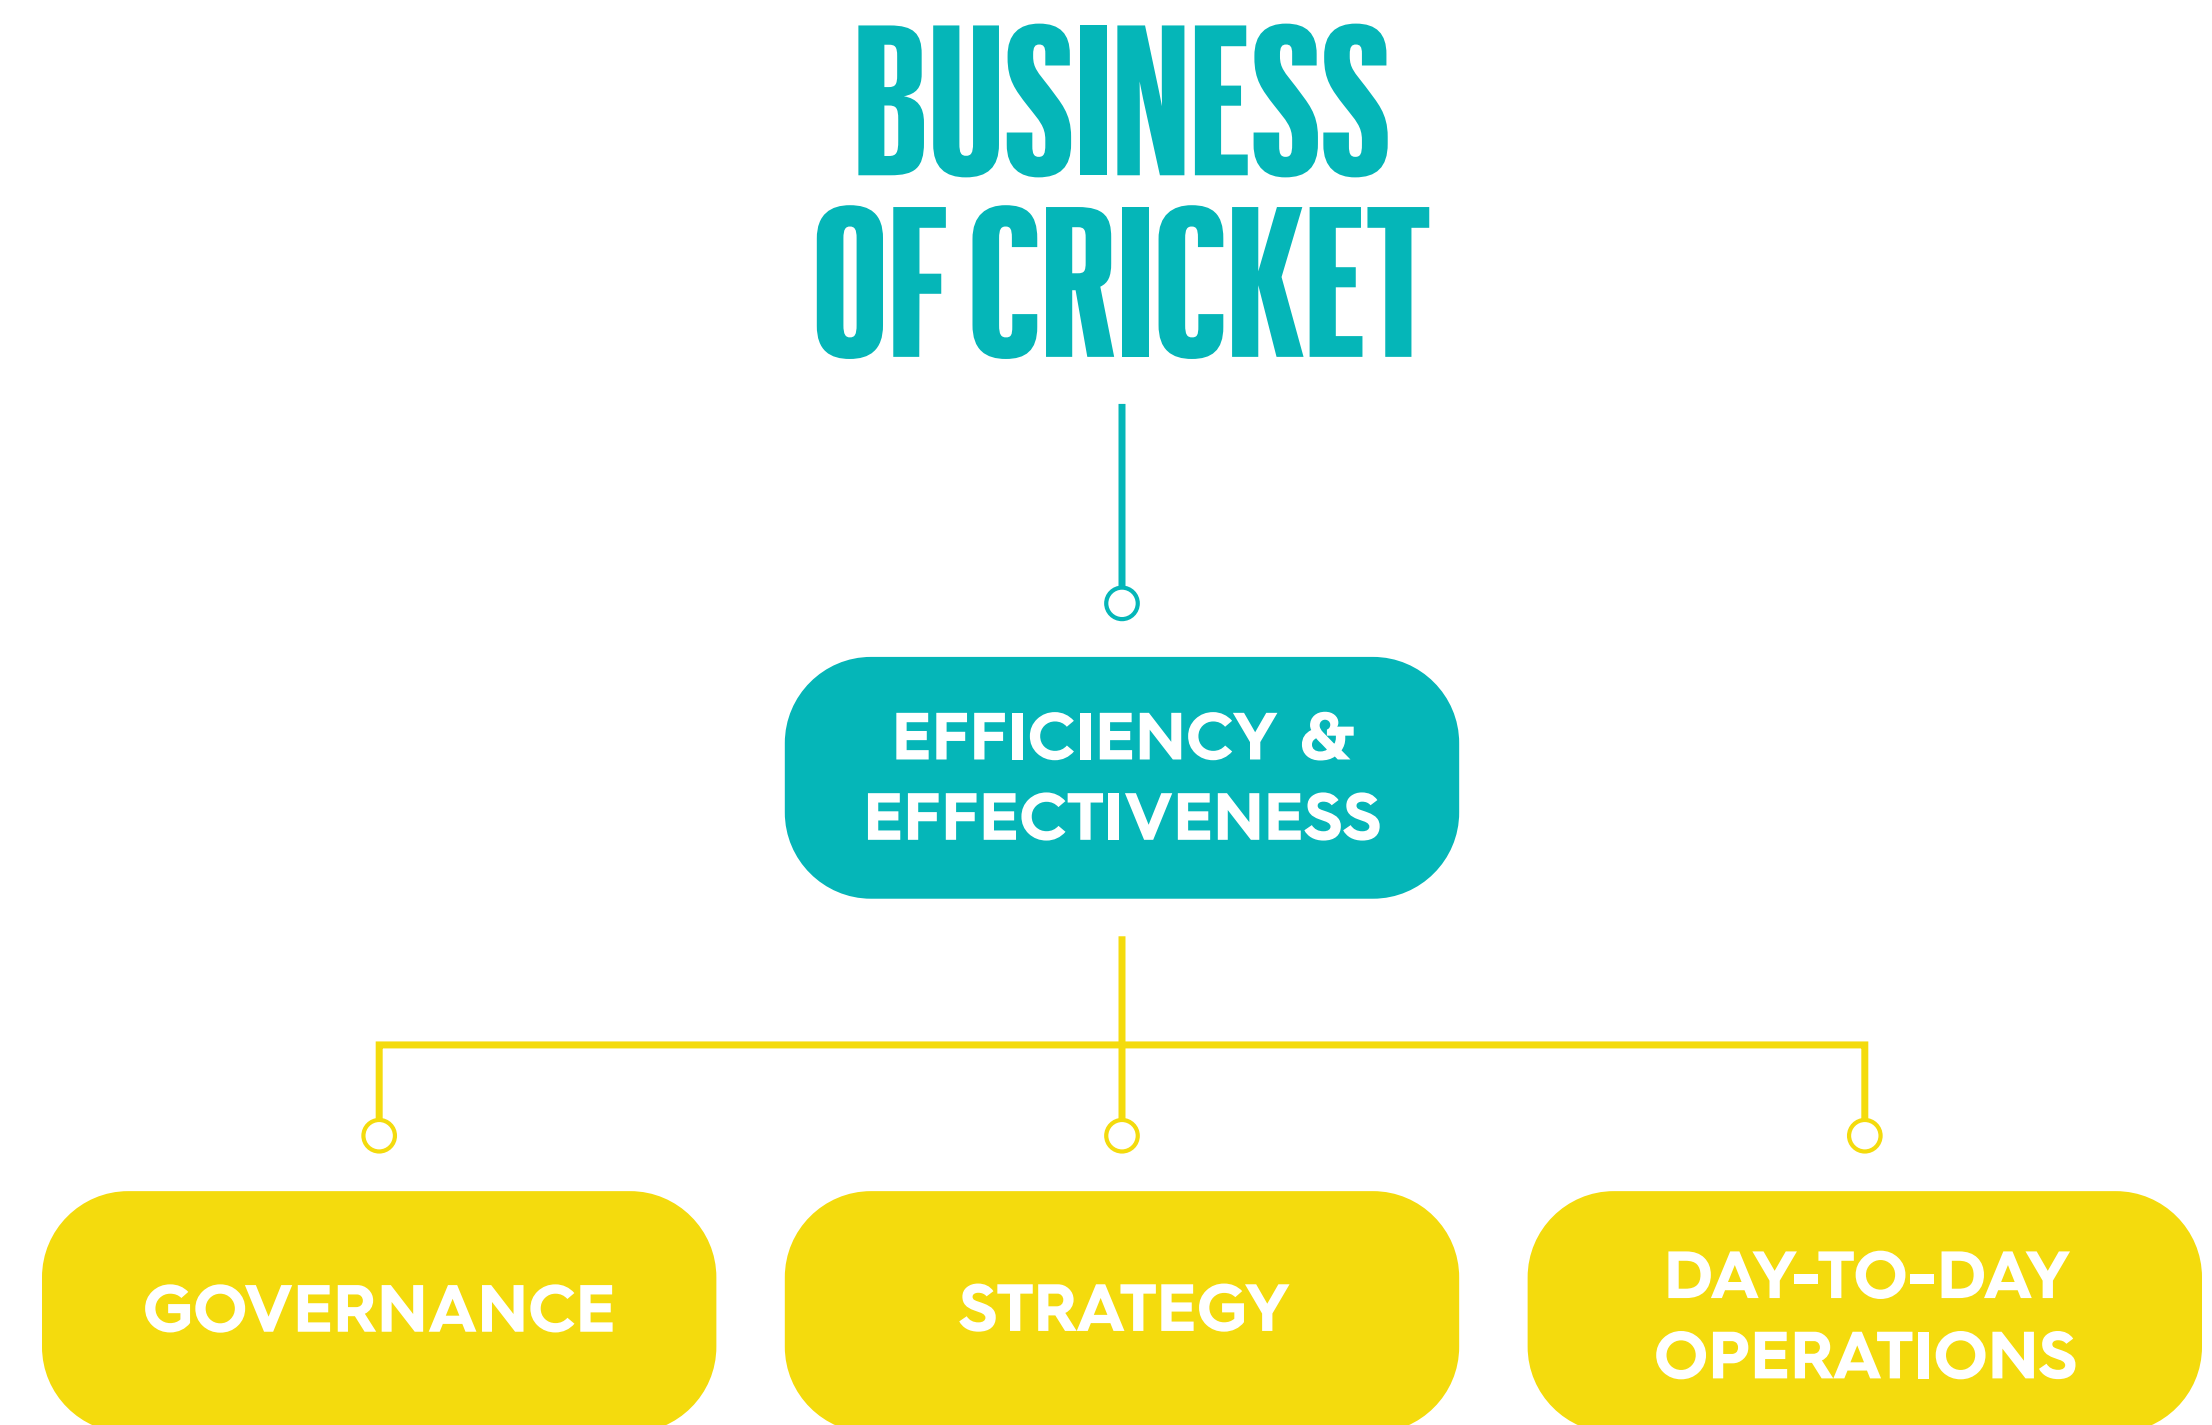 BUSINESS
OF CRICKET
EFFICIENCY &
EFFECTIVENESS
GOVERNANCE
STRATEGY
DAY-TO-DAY
OPERATIONS